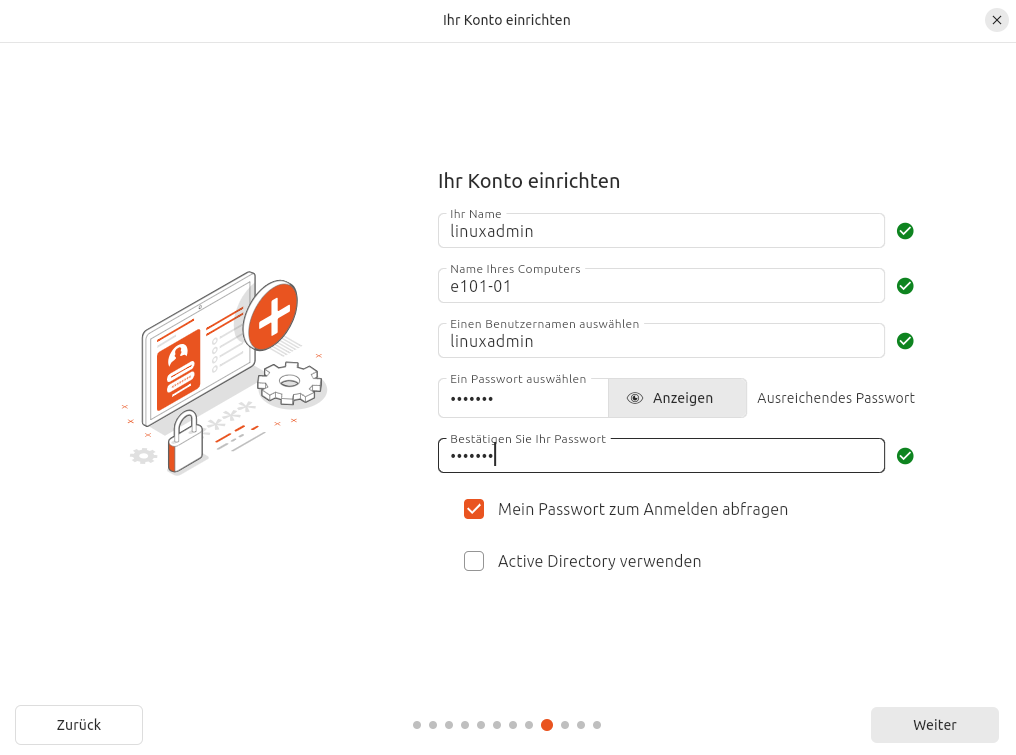 Ihr Konto einrichten
Ihr Konto einrichten
Ihr Name
linuxadmin
Name Ihres Computers
e101-01
Einen Benutzernamen auswählen
linuxadmin
Ein Passwort auswählen
••••••• Anzeigen Ausreichendes Passwort
Bestätigen Sie Ihr Passwort
•••••••
Mein Passwort zum Anmelden abfragen
Active Directory verwenden
Zurück Weiter